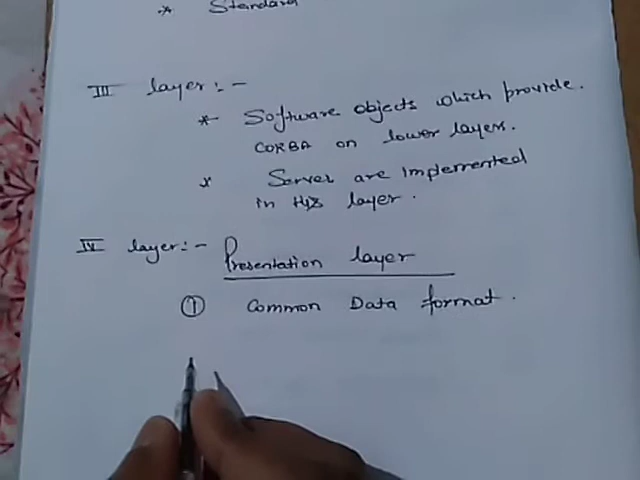 * Standard
III layer:-
* Software objects which provide.
CORBA on lower layers.
* Server are implemented
in this layer.
IV layer:- Presentation layer
① Common Data format.